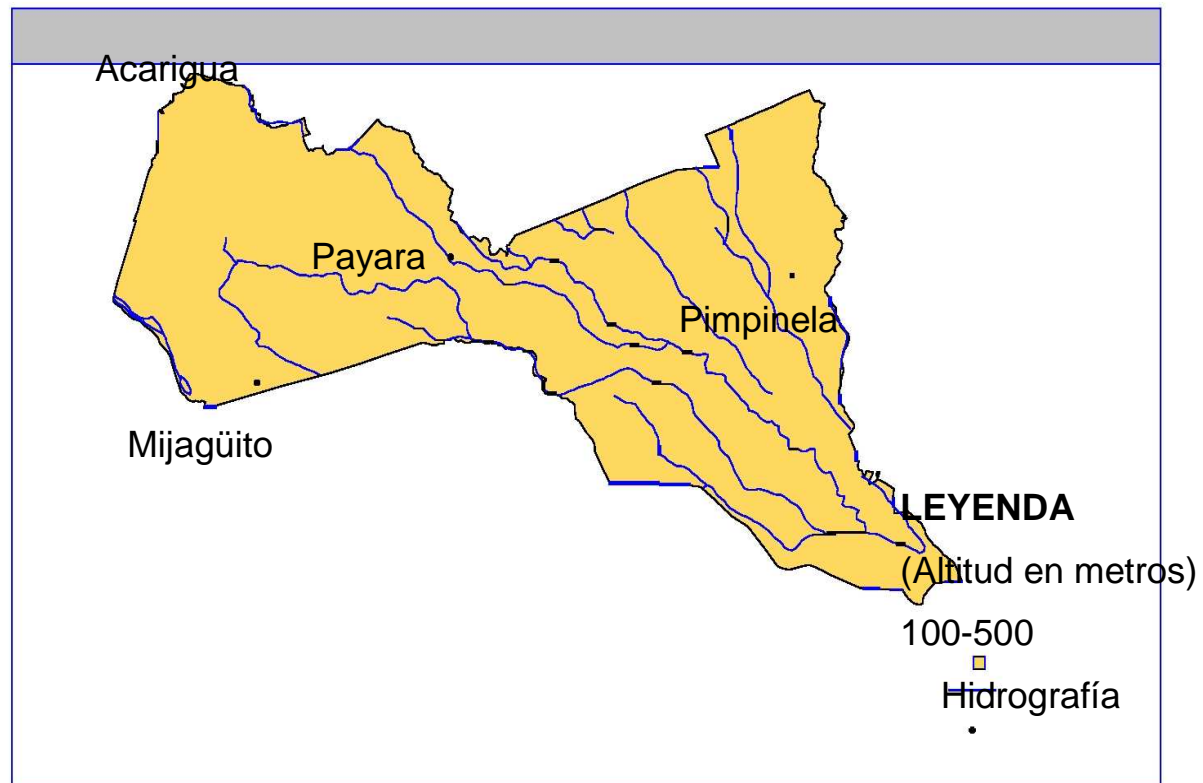 Acarigua
Payara
Pimpinela
Mijagüito
LEYENDA
(Altitud en metros)
100-500
Hidrografía